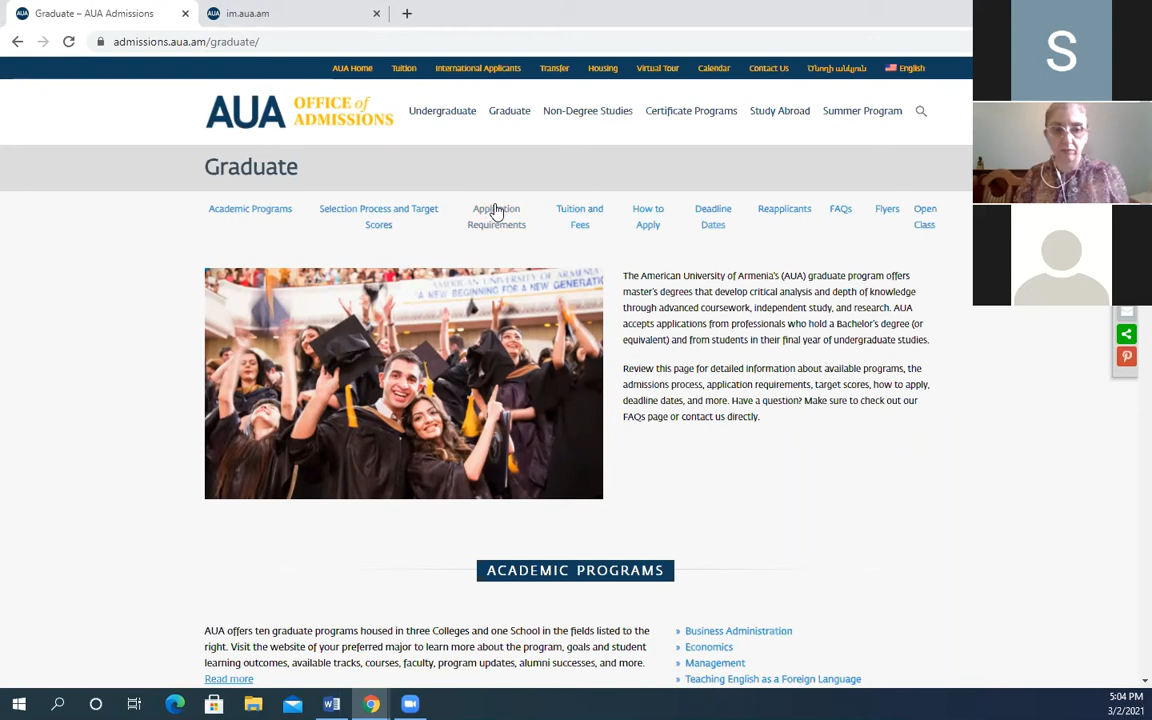 Graduate – AUA Admissions
im.aua.am
admissions.aua.am/graduate/
AUA Home Tuition International Applicants Transfer Housing Virtual Tour Calendar Contact Us Ծնողի անկյուն English
AUA OFFICE of ADMISSIONS
Undergraduate Graduate Non-Degree Studies Certificate Programs Study Abroad Summer Program
Graduate
Academic Programs
Selection Process and Target
Scores
Application
Requirements
Tuition and
Fees
How to
Apply
Deadline
Dates
Reapplicants
FAQs
Flyers
Open
Class
AMERICAN UNIVERSITY OF ARMENIA
A NEW BEGINNING FOR A NEW GENERATION
The American University of Armenia's (AUA) graduate program offers
master's degrees that develop critical analysis and depth of knowledge
through advanced coursework, independent study, and research. AUA
accepts applications from professionals who hold a Bachelor's degree (or
equivalent) and from students in their final year of undergraduate studies.
Review this page for detailed information about available programs, the
admissions process, application requirements, target scores, how to apply,
deadline dates, and more. Have a question? Make sure to check out our
FAQs page or contact us directly.
ACADEMIC PROGRAMS
AUA offers ten graduate programs housed in three Colleges and one School in the fields listed to the
right. Visit the website of your preferred major to learn more about the program, goals and student
learning outcomes, available tracks, courses, faculty, program updates, alumni successes, and more.
Read more
» Business Administration
» Economics
» Management
» Teaching English as a Foreign Language
S
5:04 PM
3/2/2021